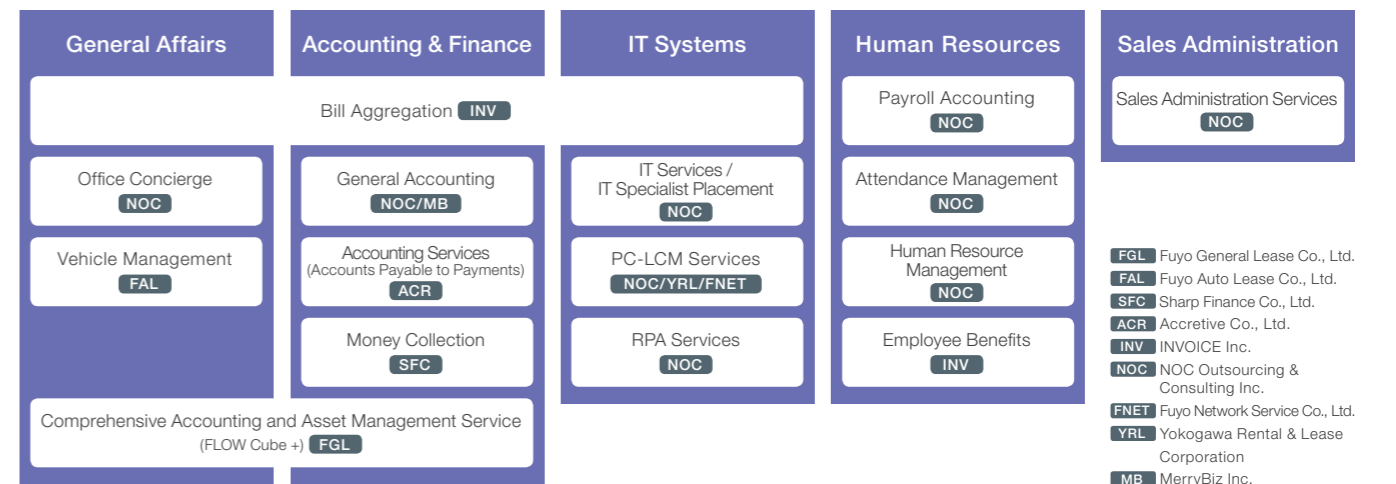 General Affairs
Accounting & Finance
IT Systems
Human Resources
Sales Administration
Bill Aggregation INV
Payroll Accounting
NOC
Sales Administration Services
NOC
Office Concierge
NOC
General Accounting
NOC/MB
IT Services /
IT Specialist Placement
NOC
Attendance Management
NOC
Vehicle Management
FAL
Accounting Services
(Accounts Payable to Payments)
ACR
PC-LCM Services
NOC/YRL/FNET
Human Resource
Management
NOC
Money Collection
SFC
RPA Services
NOC
Employee Benefits
INV
Comprehensive Accounting and Asset Management Service
(FLOW Cube +) FGL
FGL Fuyo General Lease Co., Ltd.
FAL Fuyo Auto Lease Co., Ltd.
SFC Sharp Finance Co., Ltd.
ACR Accretive Co., Ltd.
INV INVOICE Inc.
NOC NOC Outsourcing &
Consulting Inc.
FNET Fuyo Network Service Co., Ltd.
YRL Yokogawa Rental & Lease
Corporation
MB MerryBiz Inc.